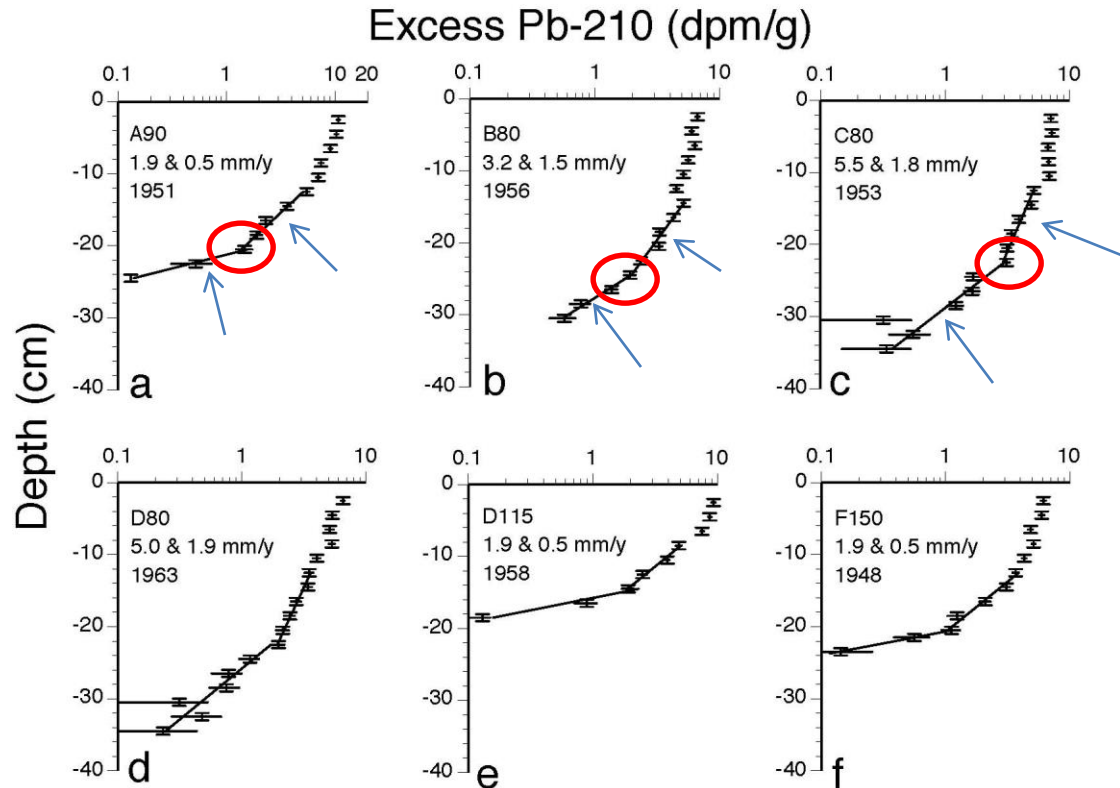 Excess Pb-210 (dpm/g)
0.1 1 10 20
0.1 1 10
0.1 1 10
Depth (cm)
0
-10
-20
-30
-40
A90
1.9 & 0.5 mm/y
1951
a
0
-10
-20
-30
-40
B80
3.2 & 1.5 mm/y
1956
b
0
-10
-20
-30
-40
C80
5.5 & 1.8 mm/y
1953
c
0.1 1 10
0.1 1 10
0.1 1 10
0
-10
-20
-30
-40
D80
5.0 & 1.9 mm/y
1963
d
0
-10
-20
-30
-40
D115
1.9 & 0.5 mm/y
1958
e
0
-10
-20
-30
-40
F150
1.9 & 0.5 mm/y
1948
f